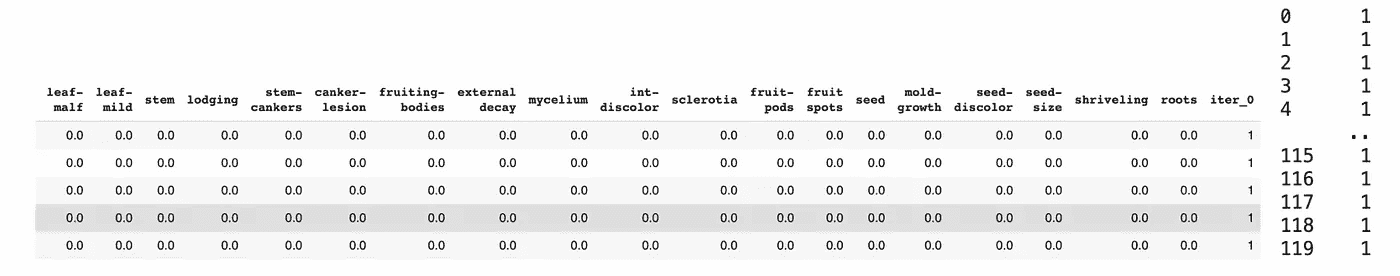 leaf-malf leaf-mild stem lodging stem-cankers canker-lesion fruiting-bodies external decay mycelium int-discolor sclerotia fruit-pods fruit spots seed mold-growth seed-discolor seed-size shriveling roots iter_0
0.0 0.0 0.0 0.0 0.0 0.0 0.0 0.0 0.0 0.0 0.0 0.0 0.0 0.0 0.0 0.0 0.0 0.0 0.0 1
0.0 0.0 0.0 0.0 0.0 0.0 0.0 0.0 0.0 0.0 0.0 0.0 0.0 0.0 0.0 0.0 0.0 0.0 0.0 1
0.0 0.0 0.0 0.0 0.0 0.0 0.0 0.0 0.0 0.0 0.0 0.0 0.0 0.0 0.0 0.0 0.0 0.0 0.0 1
0.0 0.0 0.0 0.0 0.0 0.0 0.0 0.0 0.0 0.0 0.0 0.0 0.0 0.0 0.0 0.0 0.0 0.0 0.0 1
0.0 0.0 0.0 0.0 0.0 0.0 0.0 0.0 0.0 0.0 0.0 0.0 0.0 0.0 0.0 0.0 0.0 0.0 0.0 1
0 1
1 1
2 1
3 1
4 1
..
115 1
116 1
117 1
118 1
119 1